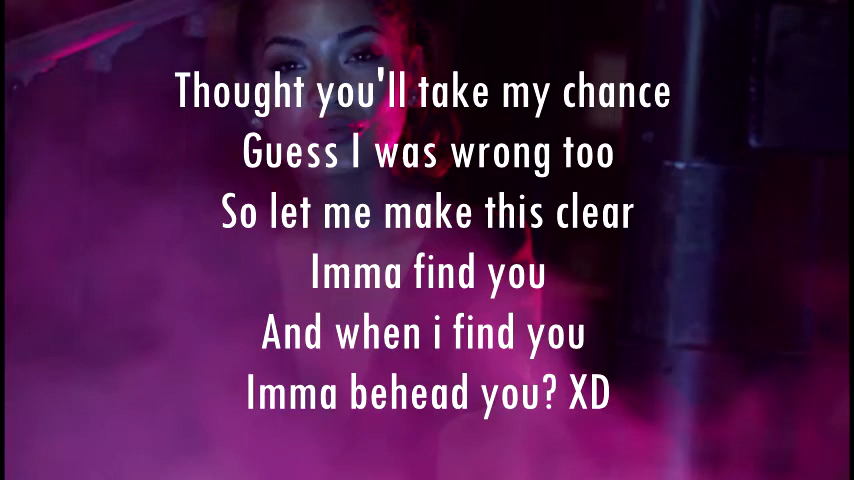 Thought you'll take my chance
Guess I was wrong too
So let me make this clear
Imma find you
And when i find you
Imma behead you? XD